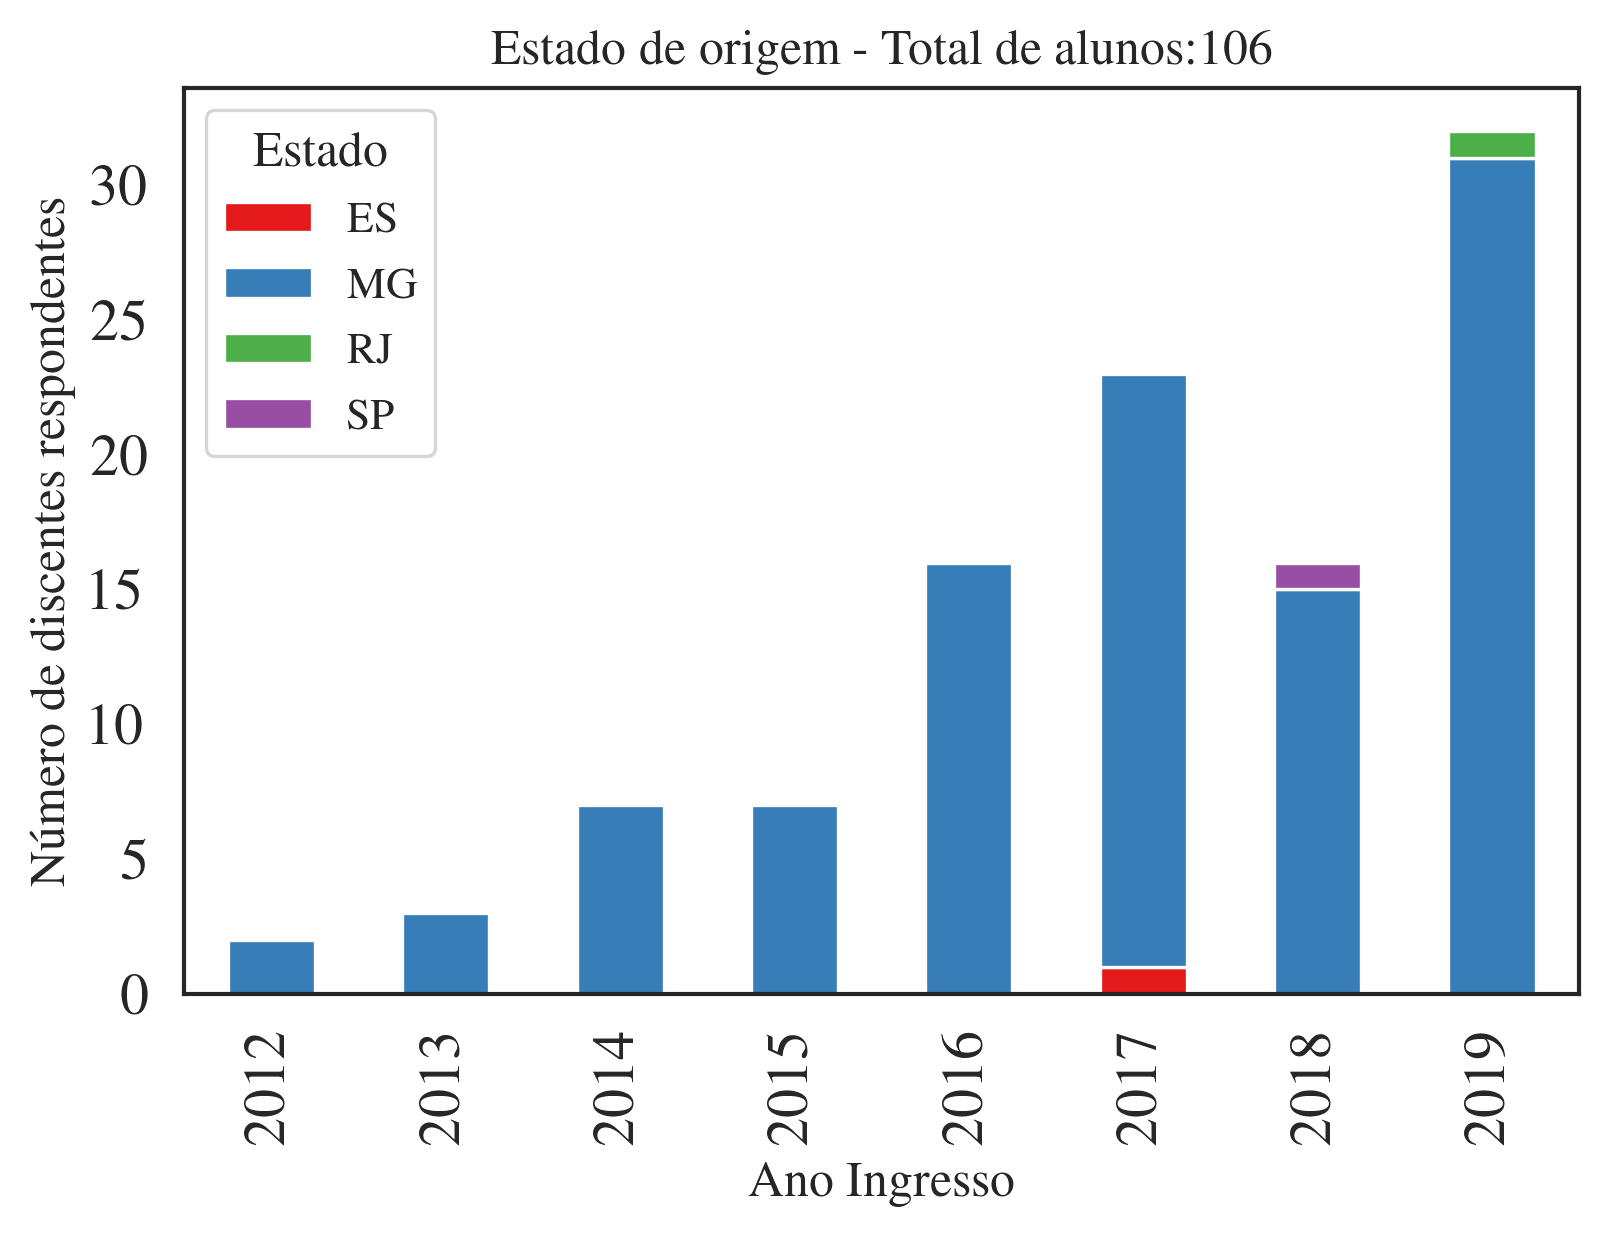 Estado de origem - Total de alunos:106
Estado
ES
MG
RJ
SP
Número de discentes respondentes
30
25
20
15
10
5
0
2012
2013
2014
2015
2016
2017
2018
2019
Ano Ingresso